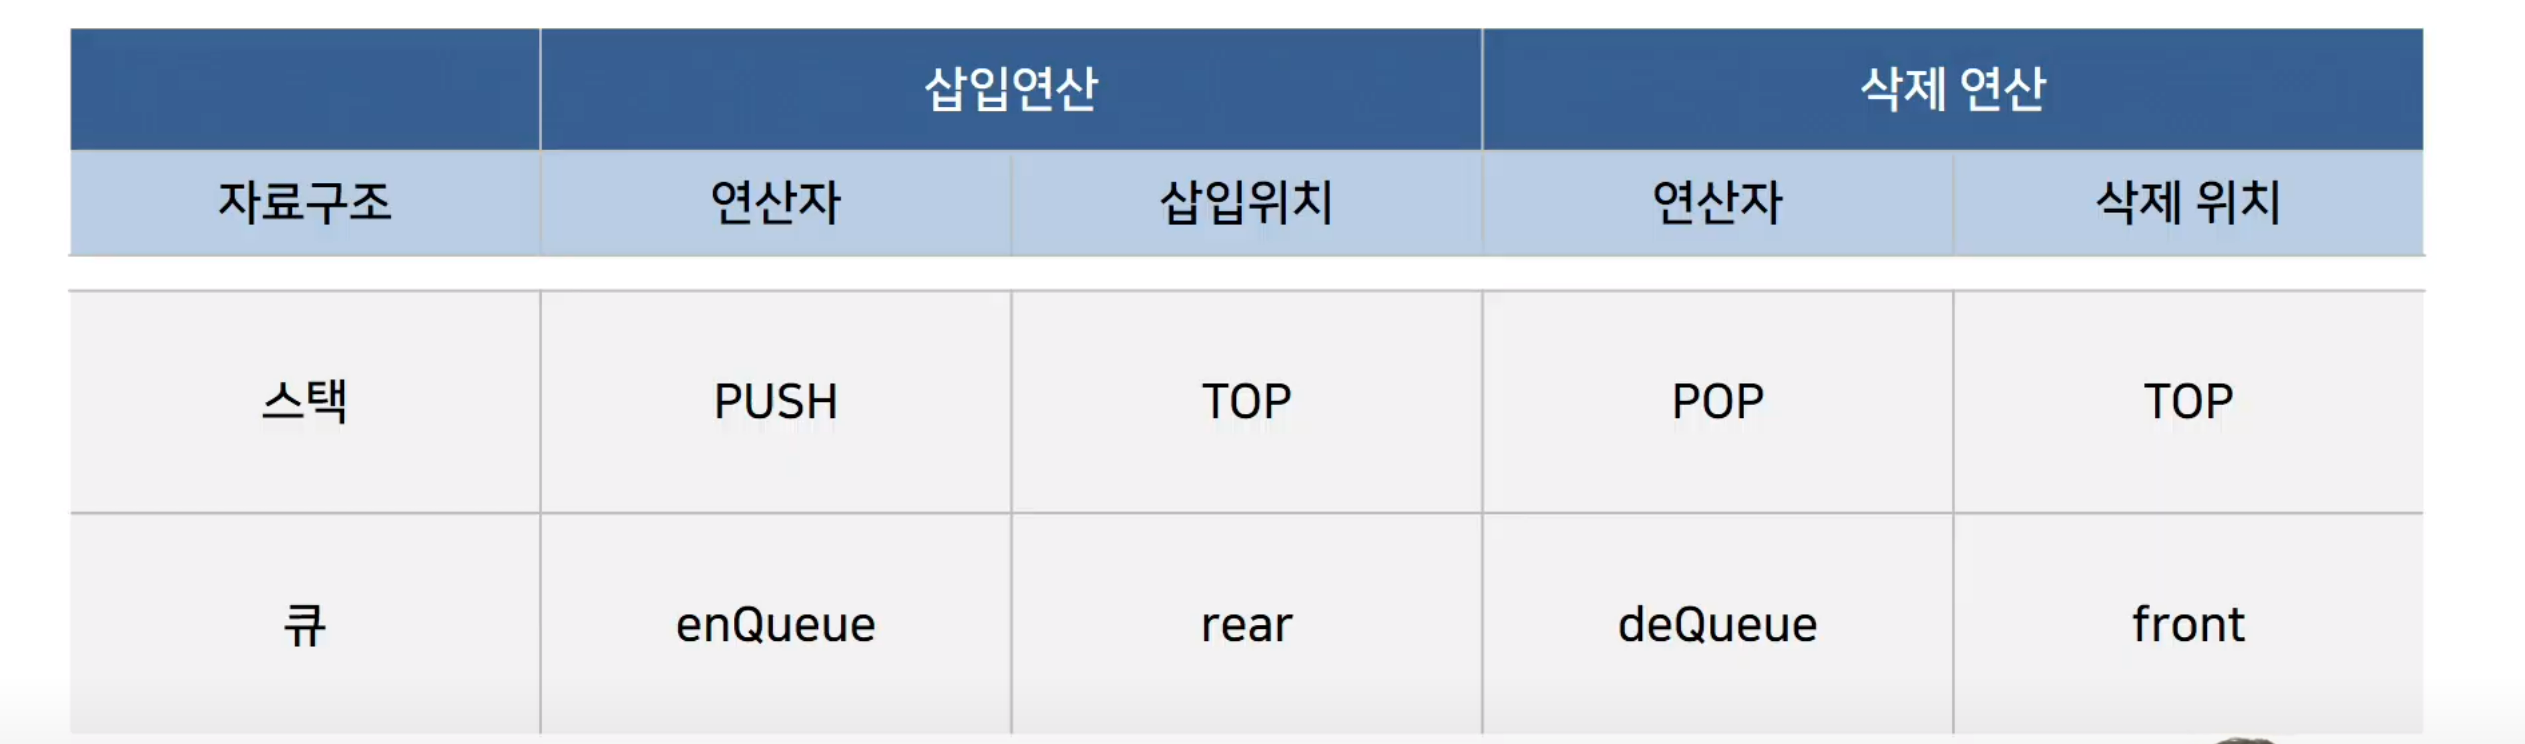 삽입연산 삭제 연산
자료구조 연산자 삽입위치 연산자 삭제 위치
스택 PUSH TOP POP TOP
큐 enQueue rear deQueue front